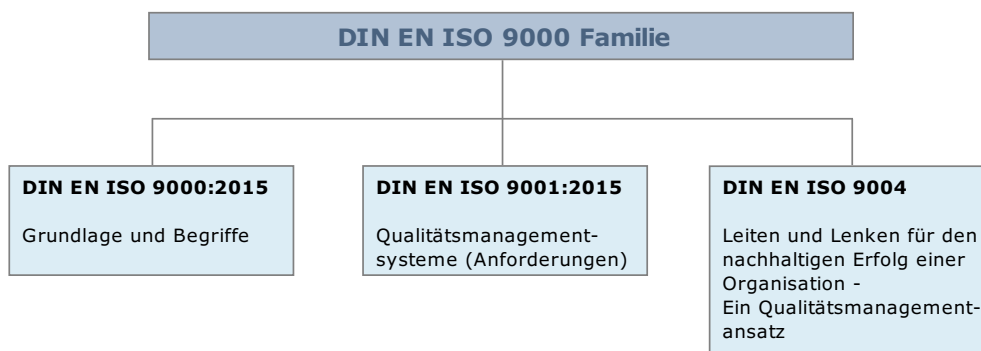 DIN EN ISO 9000 Familie
DIN EN ISO 9000:2015
Grundlage und Begriffe
DIN EN ISO 9001:2015
Qualitätsmanagement-
systeme (Anforderungen)
DIN EN ISO 9004
Leiten und Lenken für den
nachhaltigen Erfolg einer
Organisation -
Ein Qualitätsmanagement-
ansatz